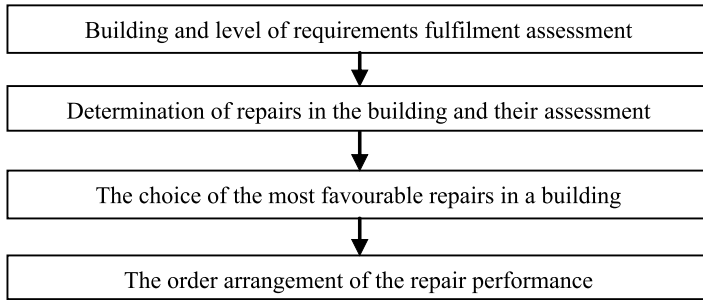 Building and level of requirements fulfilment assessment
Determination of repairs in the building and their assessment
The choice of the most favourable repairs in a building
The order arrangement of the repair performance